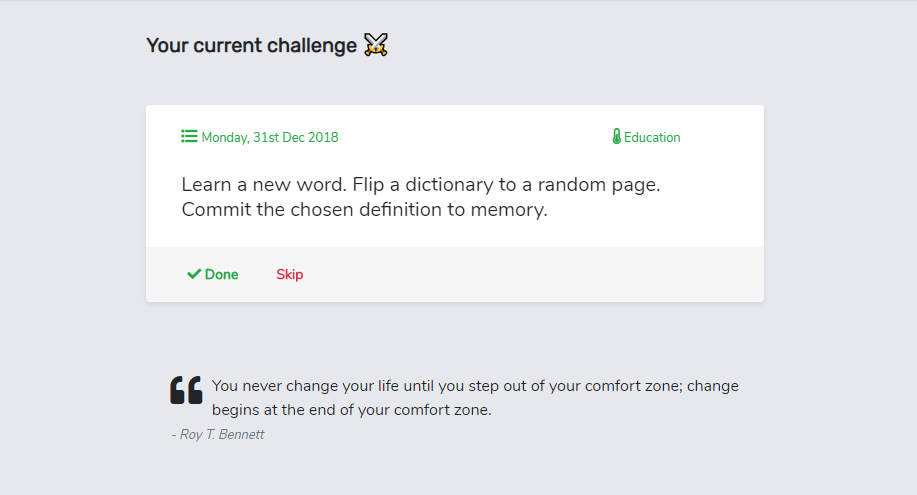 Your current challenge ⚔
Monday, 31st Dec 2018
Education
Learn a new word. Flip a dictionary to a random page.
Commit the chosen definition to memory.
Done
Skip
You never change your life until you step out of your comfort zone; change
begins at the end of your comfort zone.
- Roy T. Bennett